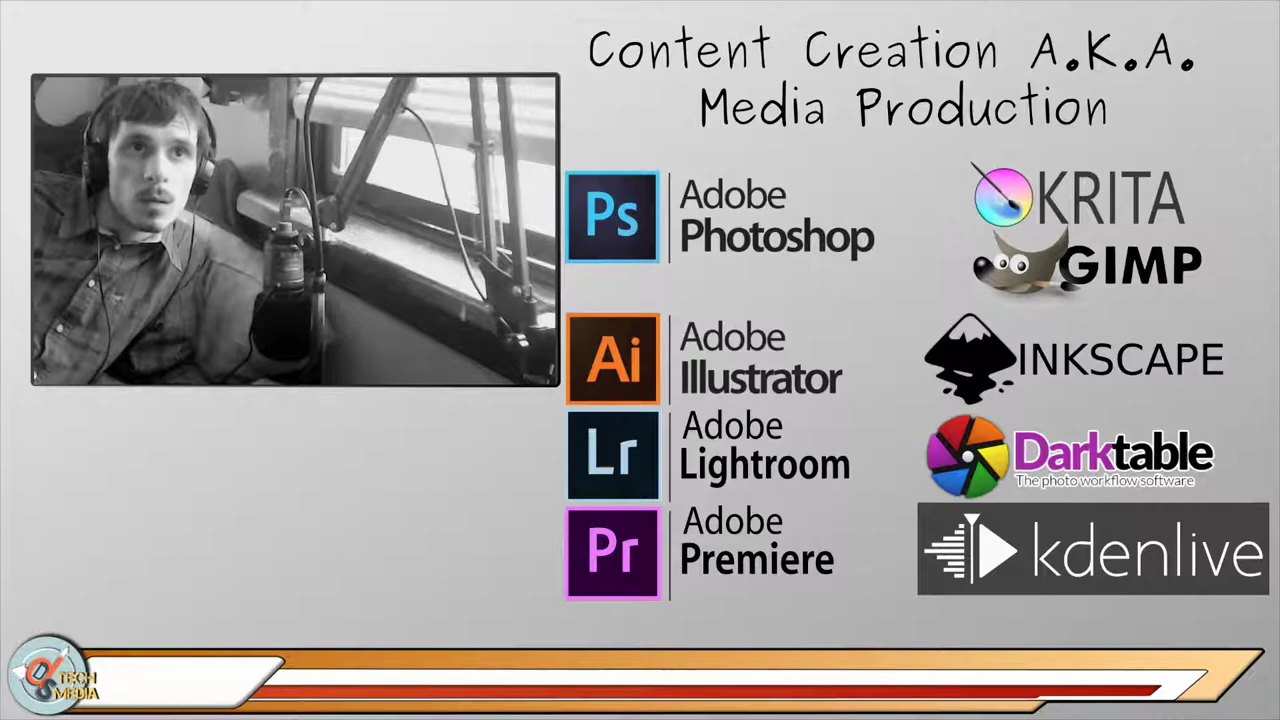 Content Creation A.K.A.
Media Production
Ps
Adobe
Photoshop
KRITA
GIMP
Ai
Adobe
Illustrator
INKSCAPE
Lr
Adobe
Lightroom
Darktable
The photo workflow software
Pr
Adobe
Premiere
kdenlive
OS
TECH
MEDIA